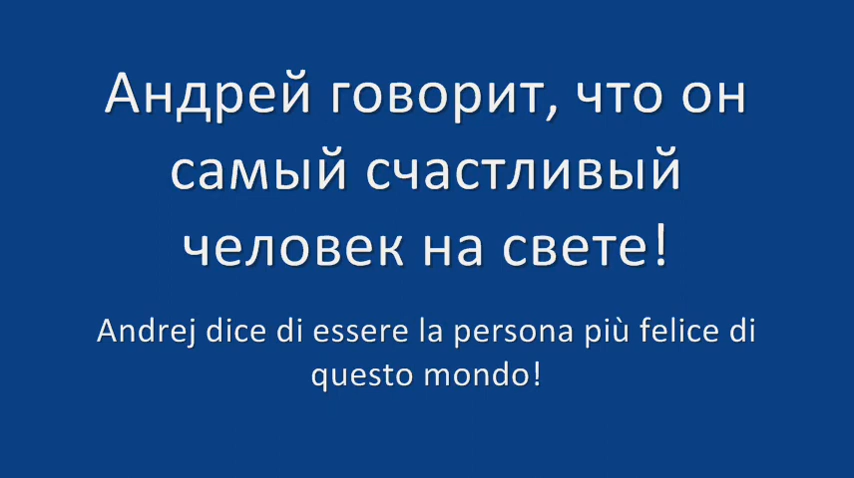 Андрей говорит, что он
самый счастливый
человек на свете!
Andrej dice di essere la persona più felice di
questo mondo!